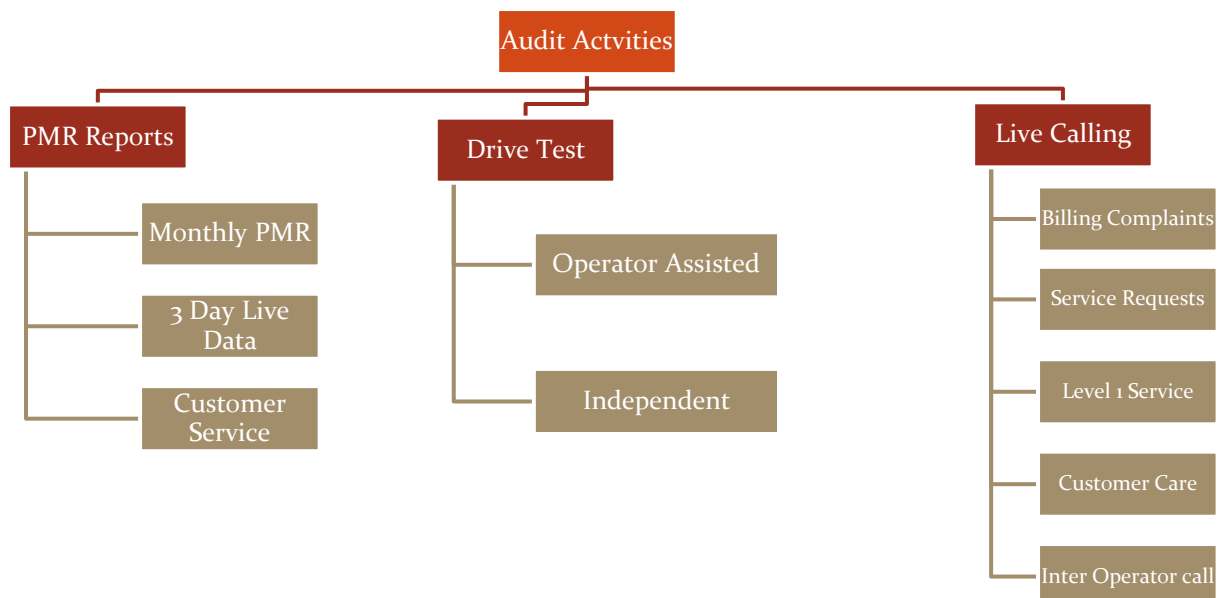 Audit Actvities
PMR Reports
Monthly PMR
3 Day Live
Data
Customer
Service
Drive Test
Operator Assisted
Independent
Live Calling
Billing Complaints
Service Requests
Level 1 Service
Customer Care
Inter Operator call